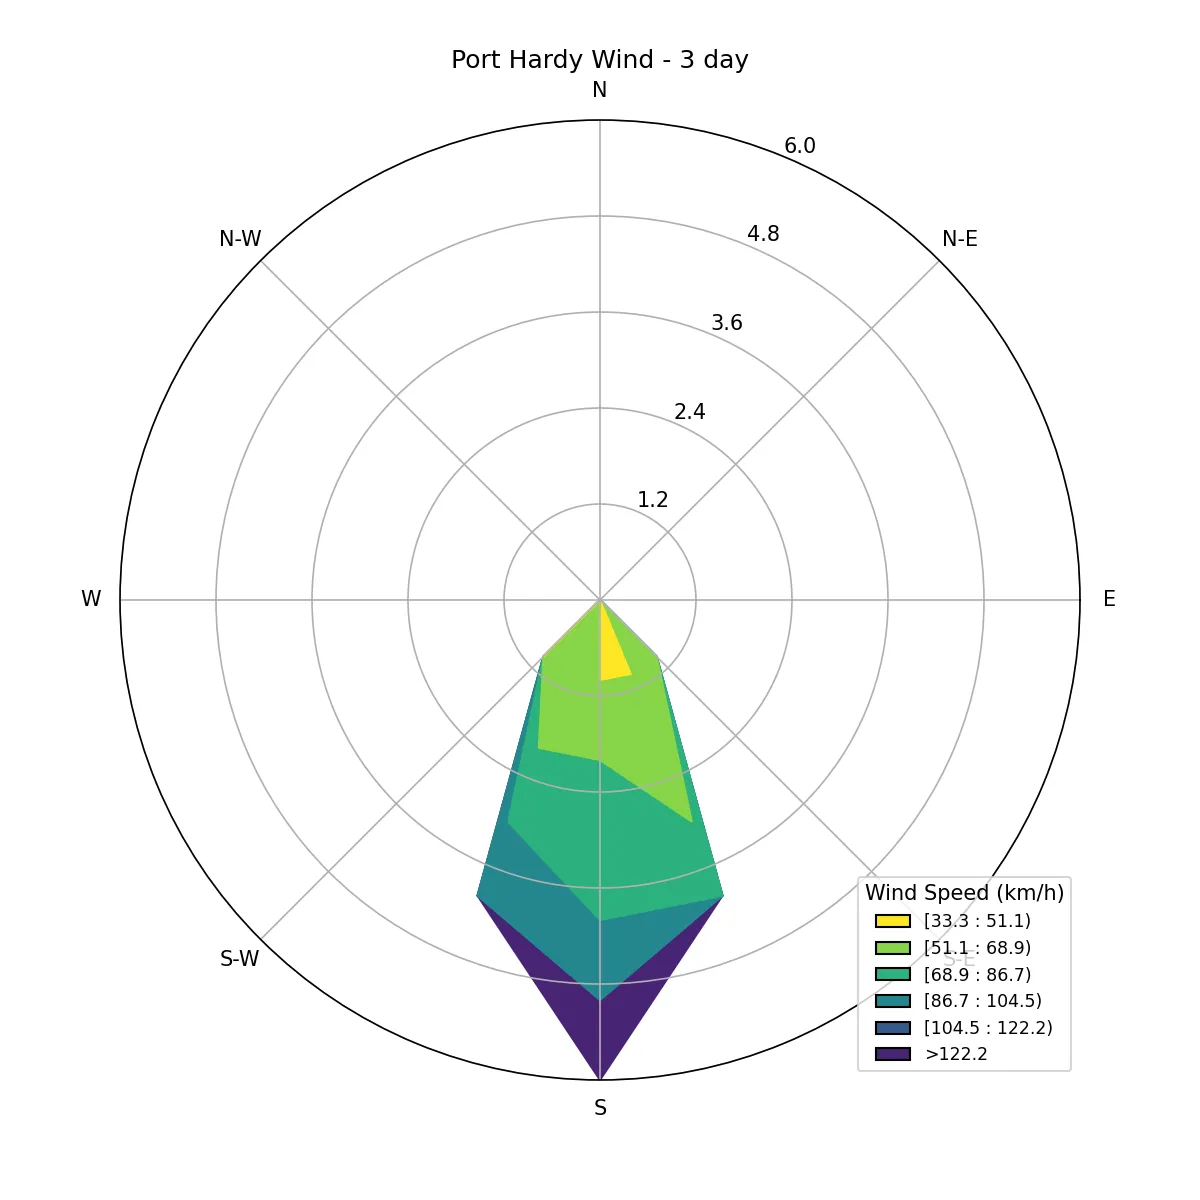 Port Hardy Wind - 3 day
N
6.0
N-W
4.8
N-E
3.6
2.4
1.2
W
E
S-W
S-E
S
Wind Speed (km/h)
[33.3 : 51.1)
[51.1 : 68.9)
[68.9 : 86.7)
[86.7 : 104.5)
[104.5 : 122.2)
>122.2